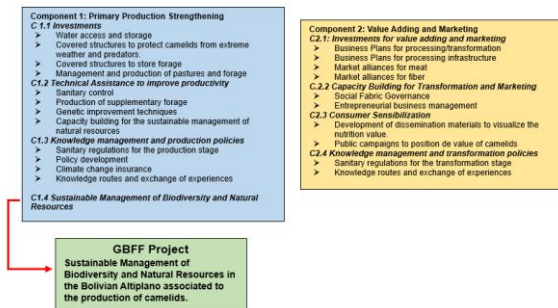 Component 1: Primary Production Strengthening
C 1.1 Investments
➤ Water access and storage
➤ Covered structures to protect camelids from extreme
weather and predators.
➤ Covered structures to store forage
➤ Management and production of pastures and forage
C1.2 Technical Assistance to improve productivity
➤ Sanitary control
➤ Production of supplementary forage
➤ Genetic improvement techniques
➤ Capacity building for the sustainable management of
natural resources
C1.3 Knowledge management and production policies
➤ Sanitary regulations for the production stage
➤ Policy development
➤ Climate change insurance
➤ Knowledge routes and exchange of experiences
C1.4 Sustainable Management of Biodiversity and Natural
Resources
Component 2: Value Adding and Marketing
C2.1: Investments for value adding and marketing
➤ Business Plans for processing/transformation
➤ Business Plans for processing infrastructure
➤ Market alliances for meat
➤ Market alliances for fiber
C.2.2 Capacity Building for Transformation and Marketing
➤ Social Fabric Governance
➤ Entrepreneurial business management
C2.3 Consumer Sensibilization
➤ Development of dissemination materials to visualize the
nutrition value.
➤ Public campaigns to position de value of camelids
C2.4 Knowledge management and transformation policies
➤ Sanitary regulations for the transformation stage
➤ Knowledge routes and exchange of experiences
GBFF Project
Sustainable Management of
Biodiversity and Natural Resources in
the Bolivian Altiplano associated to
the production of camelids.